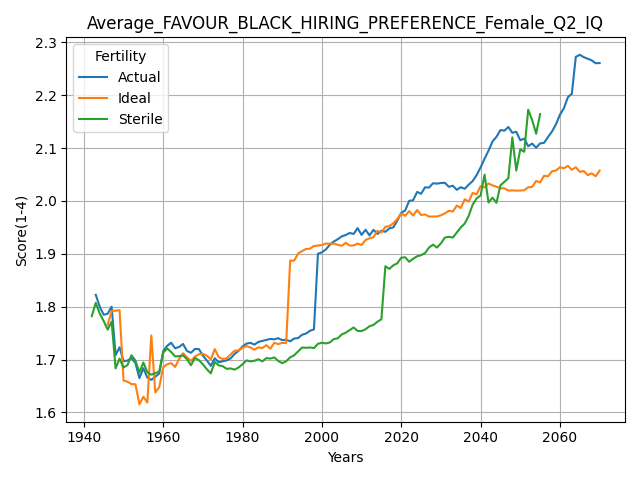 Average_FAVOUR_BLACK_HIRING_PREFERENCE_Female_Q2_IQ
2.3
2.2
2.1
2.0
1.9
1.8
1.7
1.6
Score(1-4)
Fertility
Actual
Ideal
Sterile
1940 1960 1980 2000 2020 2040 2060
Years